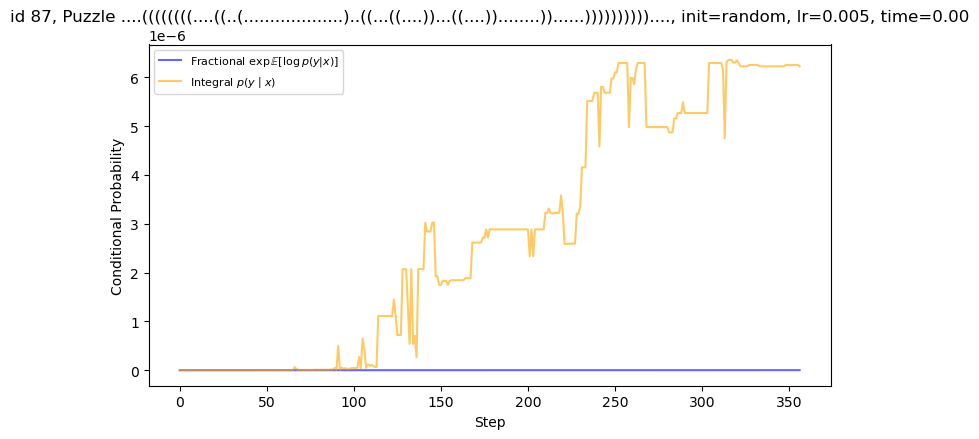 id 87, Puzzle ....((((((((....((..(....................)..((...((....))...((....))........))......))))))))))...., init=random, lr=0.005, time=0.00
1e−6
Fractional exp𝔼[log p(y|x)]
Integral p(y | x)
6
5
4
3
2
1
0
Conditional Probability
0 50 100 150 200 250 300 350
Step